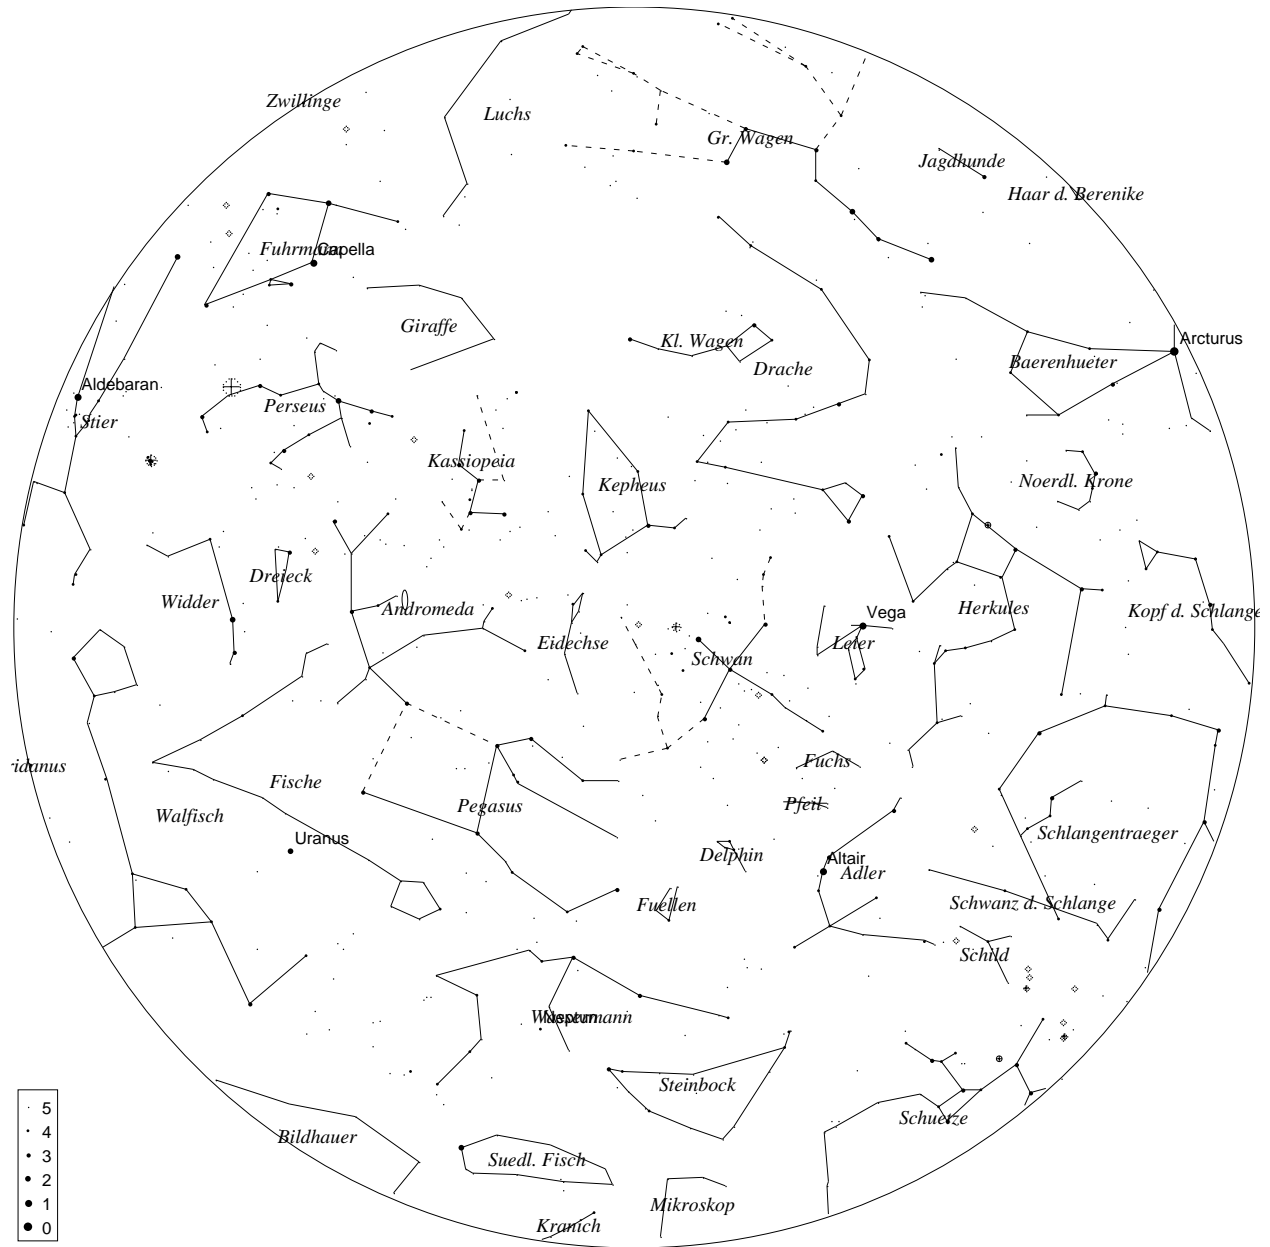 Zwillinge
Luchs
Gr. Wagen
Jagdhunde
Haar d. Berenike
Fuhrmann
Capella
Giraffe
Kl. Wagen
Drache
Arcturus
Baerenhueter
Aldebaran
Stier
Perseus
Kassiopeia
Kepheus
Noerdl. Krone
Dreieck
Widder
Andromeda
Eidechse
Vega
Leier
Schwan
Herkules
Kopf d. Schlange
ridanus
Fische
Walfisch
Pegasus
Fuchs
Pfeil
Uranus
Schlangentraeger
Delphin
Altair
Adler
Fuellen
Schwanz d. Schlange
Schild
Wassermann
Neptun
Steinbock
Schuetze
Bildhauer
Suedl. Fisch
Mikroskop
Kranich
5
4
3
2
1
0